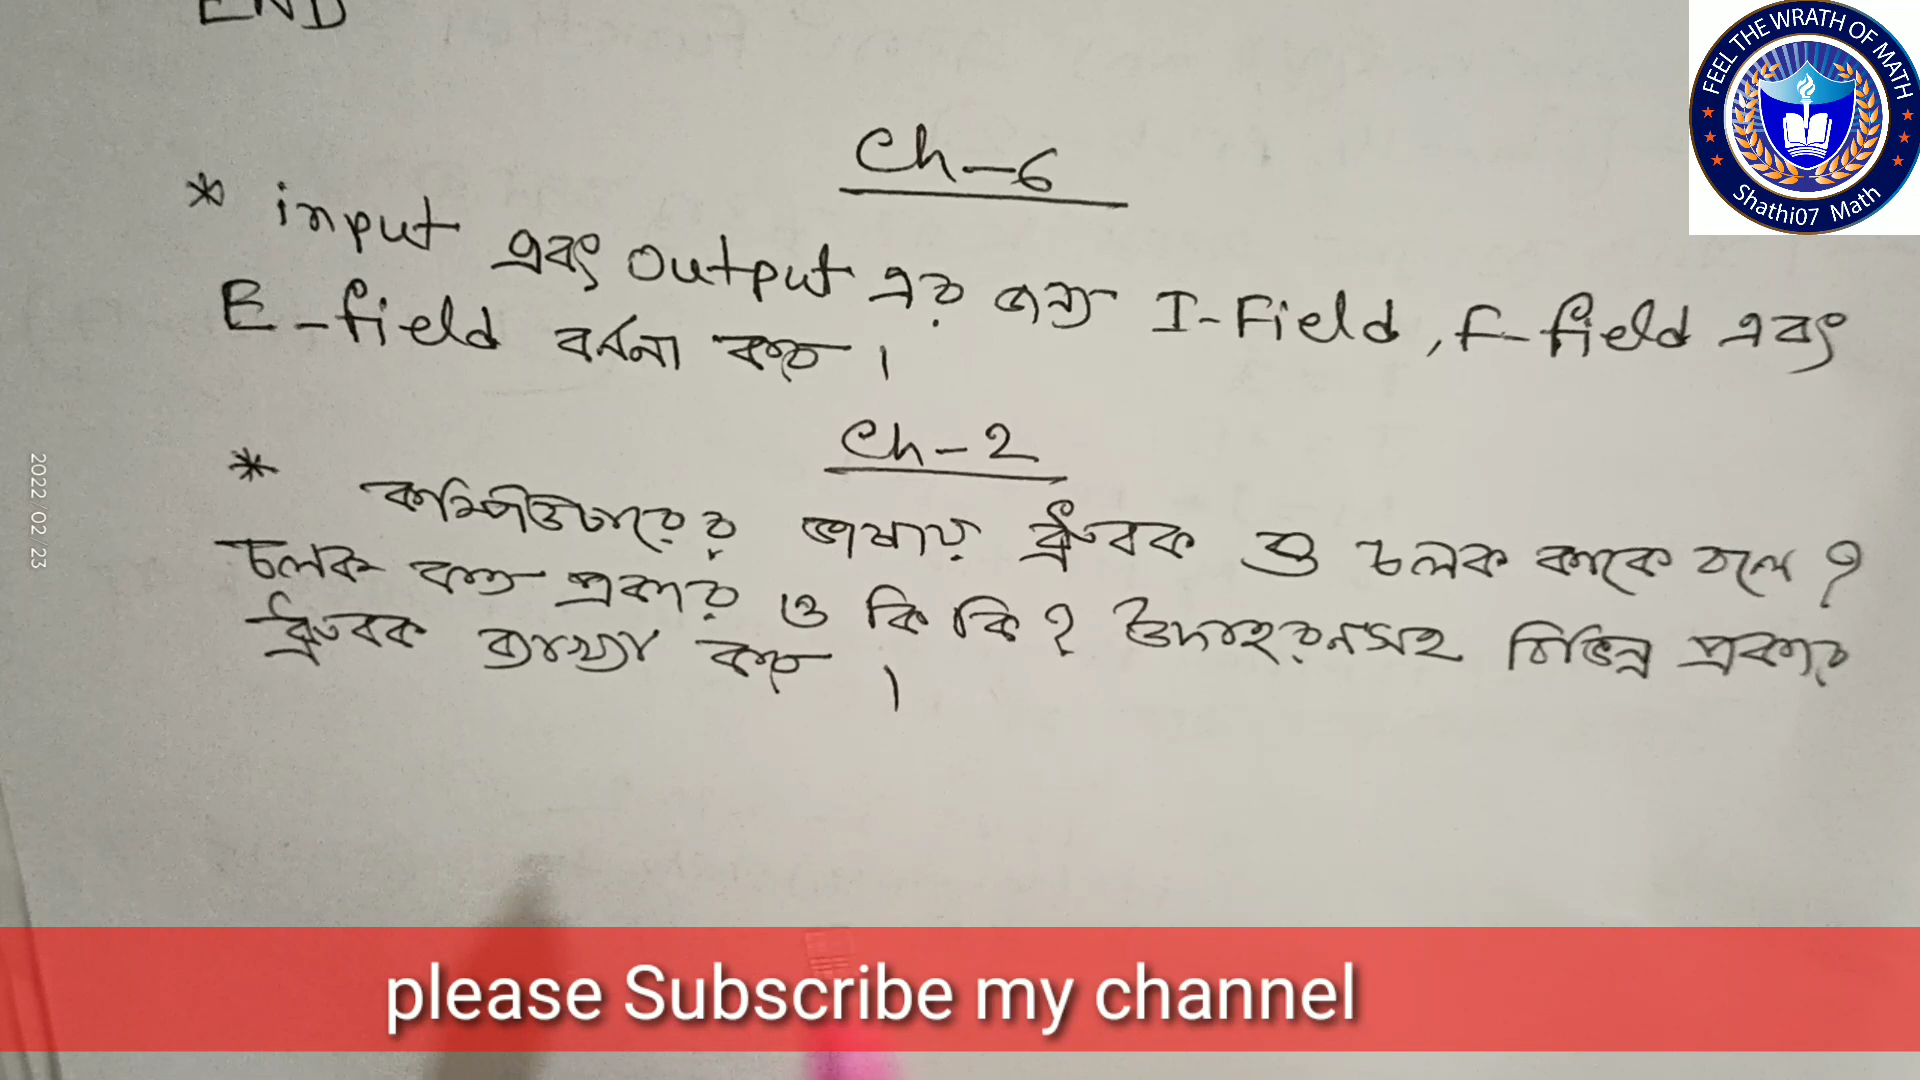 END
FEEL THE WRATH OF MATH
Shathi07 Math
Ch-6
* input এবং output এর জন্য I-Field, F-field এবং
E-field বর্ননা কর।
Ch-2
* কম্পিউটারের ভাষায় ধ্রুবক ও চলক কাকে বলে?
চলক কত প্রকার ও কি কি? উদাহরনসহ বিভিন্ন প্রকার
ধ্রুবক ব্যাখ্যা কর।
2022/02/23
please Subscribe my channel